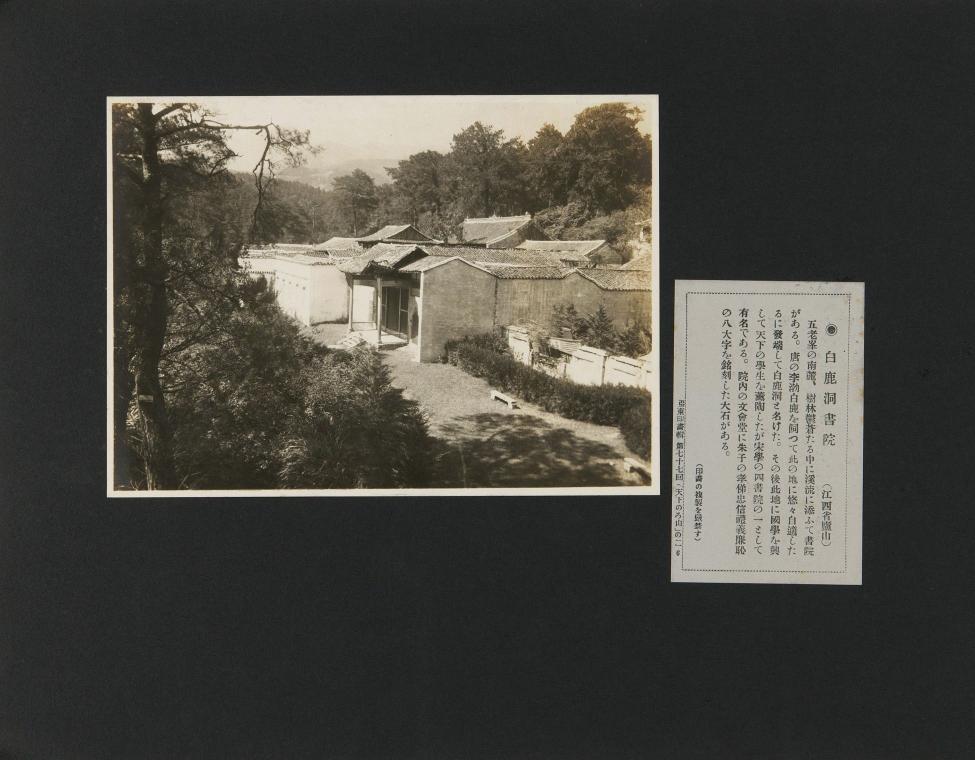 ◉ 白鹿洞書院 (江西省廬山)
五老峯の南麓、樹林鬱蒼たる中に溪流に添ふて書院
がある。唐の李渤白鹿を飼つて此の地に悠々自適した
るに發端して白鹿洞と名けた。その後此地に國學を興
して天下の學生を薰陶したが宋學の四書院の一として
有名である。院內の文會堂に朱子の孝悌忠信禮義廉恥
の八大字を銘刻した大石がある。
(印畵の複製を嚴禁す)
亞東印畵輯 第七十七回「天下のろ山」の二 6